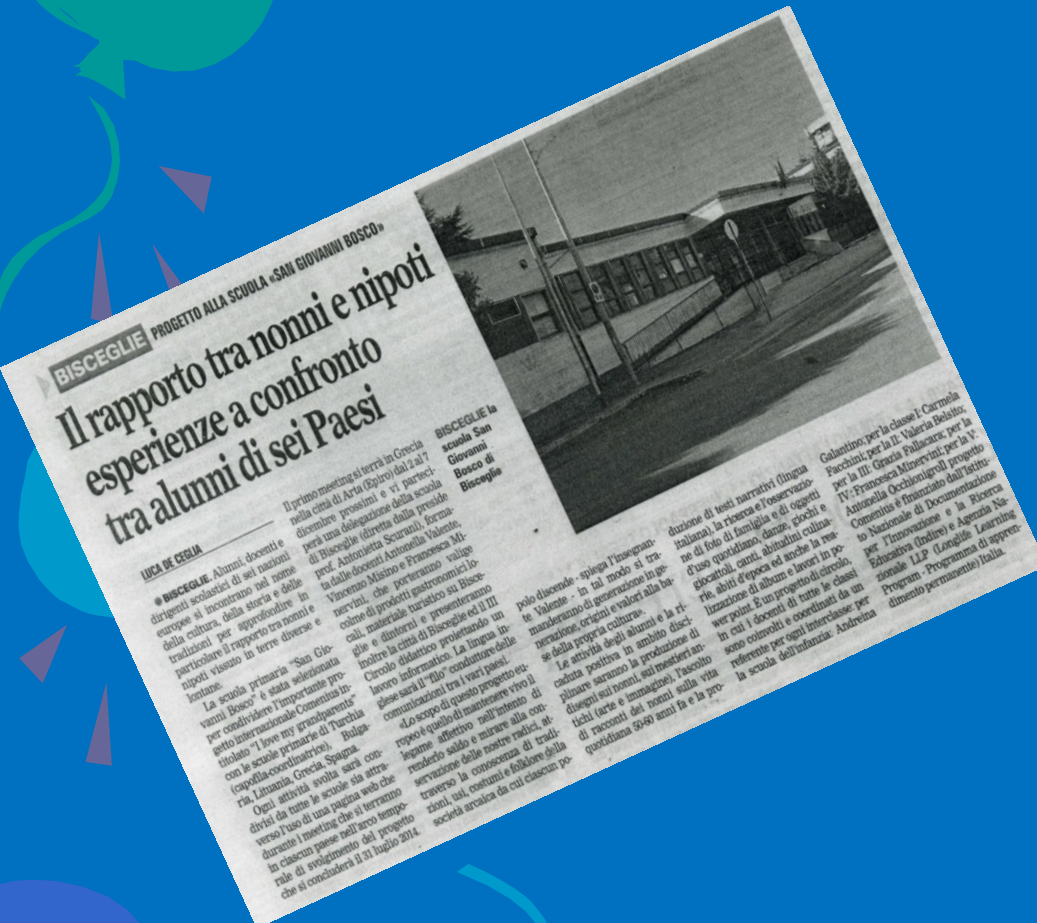 BISCEGLIE PROGETTO ALLA SCUOLA «SAN GIOVANNI BOSCO»
Il rapporto tra nonni e nipoti
esperienze a confronto
tra alunni di sei Paesi
LUCA DE CEGLIA
● BISCEGLIE. Alunni, docenti e
dirigenti scolastici di sei nazioni
europee si incontrano nel nome
della cultura, della storia e delle
tradizioni per approfondire in
particolare il rapporto tra nonni e
nipoti vissuto in terre diverse e
lontane.
La scuola primaria "San Gio-
vanni Bosco" è stata selezionata
per condividere l'importante pro-
getto internazionale Comenius in-
titolato "I love my grandparents"
con le scuole primarie di Turchia
(capofila-coordinatrice), Bulga-
ria, Lituania, Grecia, Spagna.
Ogni attività svolta sarà con-
divisi da tutte le scuole sia attra-
verso l'uso di una pagina web che
durante i meeting che si terranno
in ciascun paese nell'arco tempo-
rale di svolgimento del progetto
che si concluderà il 31 luglio 2014.
Il primo meeting si terrà in Grecia
nella città di Arta (Epiro) dal 2 al 7
dicembre prossimi e vi parteci-
perà una delegazione della scuola
di Bisceglie (diretta dalla preside
prof. Antonietta Scurani), forma-
ta dalle docenti Antonella Valente,
Vincenzo Misino e Francesca Mi-
nervini, che porteranno valige
colme di prodotti gastronomici lo-
cali, materiale turistico su Bisce-
glie e dintorni e presenteranno
inoltre la città di Bisceglie ed il III
Circolo didattico proiettando un
lavoro informatico. La lingua in-
glese sarà il "filo" conduttore delle
comunicazioni tra i vari paesi.
«Lo scopo di questo progetto eu-
ropeo è quello di mantenere vivo il
legame affettivo nell'intento di
renderlo saldo e mirare alla con-
servazione delle nostre radici, at-
traverso la conoscenza di tradi-
zioni, usi, costumi e folklore della
società arcaica da cui ciascun po-
BISCEGLIE la
scuola San
Giovanni
Bosco di
Bisceglie
polo discende - spiega l'insegnan-
te Valente - in tal modo si tra-
manderanno di generazione in ge-
nerazione, origini e valori alla ba-
se della propria cultura».
Le attività degli alunni e la ri-
caduta positiva in ambito disci-
plinare saranno la produzione di
disegni sui nonni, sui mestieri an-
tichi (arte e immagine), l'ascolto
di racconti dei nonni sulla vita
quotidiana 50-60 anni fa e la pro-
duzione di testi narrativi (lingua
italiana), la ricerca e l'osservazio-
ne di foto di famiglia e di oggetti
d'uso quotidiano, danze, giochi e
giocattoli, canti, abitudini culina-
rie, abiti d'epoca ed anche la rea-
lizzazione di album e lavori in po-
wer point. È un progetto di circolo,
in cui i docenti di tutte le classi
sono coinvolti e coordinati da un
referente per ogni interclasse: per
la scuola dell'infanzia: Andreina
Galantino; per la classe I: Carmela
Facchini; per la II: Valeria Belsito;
per la III: Grazia Fallacara; per la
IV: Francesca Minervini; per la V:
Antonella Occhionigroil progetto
Comenius è finanziato dall'Istitu-
to Nazionale di Documentazione
per l'Innovazione e la Ricerca
Educativa (Indire) e Agenzia Na-
zionale LLP (Longlife Learning
Program - Programma di appren-
dimento permanente) Italia.